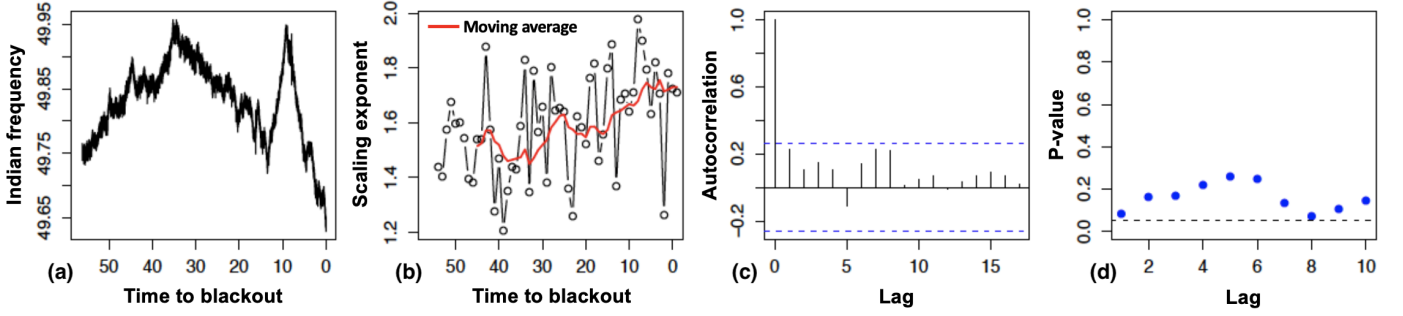 Indian frequency
49.95
49.85
49.75
49.65
50 40 30 20 10 0
(a)
Time to blackout
Scaling exponent
2.0
1.8
1.6
1.4
1.2
Moving average
50 40 30 20 10 0
(b)
Time to blackout
Autocorrelation
1.0
0.6
0.2
−0.2
0 5 10 15
(c)
Lag
P-value
1.0
0.8
0.6
0.4
0.2
0.0
2 4 6 8 10
(d)
Lag